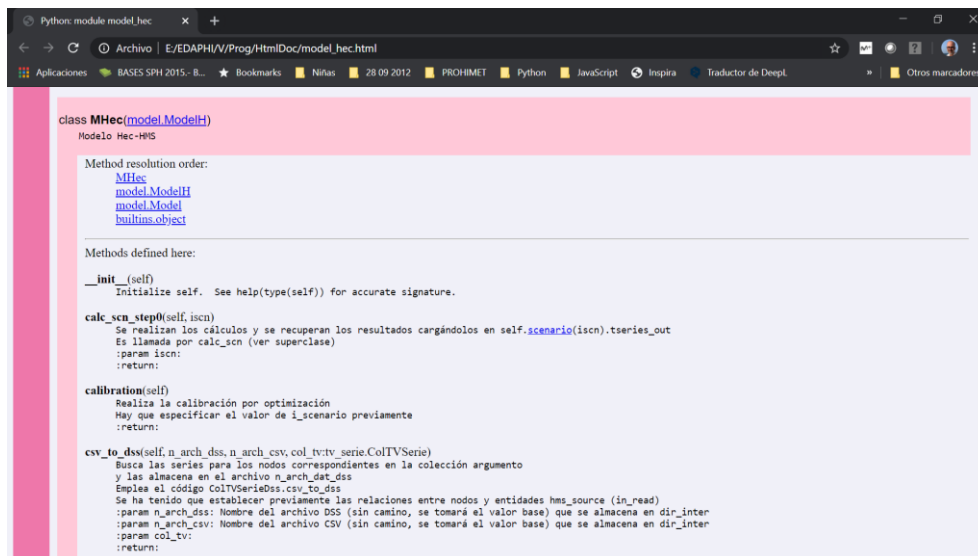 Python: module model_hec
Archivo | E:/EDAPHI/V/Prog/HtmlDoc/model_hec.html
Aplicaciones BASES SPH 2015.- B... Bookmarks Niñas 28 09 2012 PROHIMET Python JavaScript Inspira Traductor de DeepL » Otros marcadores
class MHec(model.ModelH)
Modelo Hec-HMS
Method resolution order:
MHec
model.ModelH
model.Model
builtins.object
Methods defined here:
__init__(self)
Initialize self. See help(type(self)) for accurate signature.
calc_scn_step0(self, iscn)
Se realizan los cálculos y se recuperan los resultados cargándolos en self.scenario(iscn).tseries_out
Es llamada por calc_scn (ver superclase)
:param iscn:
:return:
calibration(self)
Realiza la calibración por optimización
Hay que especificar el valor de i_scenario previamente
:return:
csv_to_dss(self, n_arch_dss, n_arch_csv, col_tv:tv_serie.ColTVSerie)
Busca las series para los nodos correspondientes en la colección argumento
y las almacena en el archivo n_arch_dat_dss
Emplea el código ColTVSerieDss.csv_to_dss
Se ha tenido que establecer previamente las relaciones entre nodos y entidades hms_source (in_read)
:param n_arch_dss: Nombre del archivo DSS (sin camino, se tomará el valor base) que se almacena en dir_inter
:param n_arch_csv: Nombre del archivo CSV (sin camino, se tomará el valor base) que se almacena en dir_inter
:param col_tv:
:return: